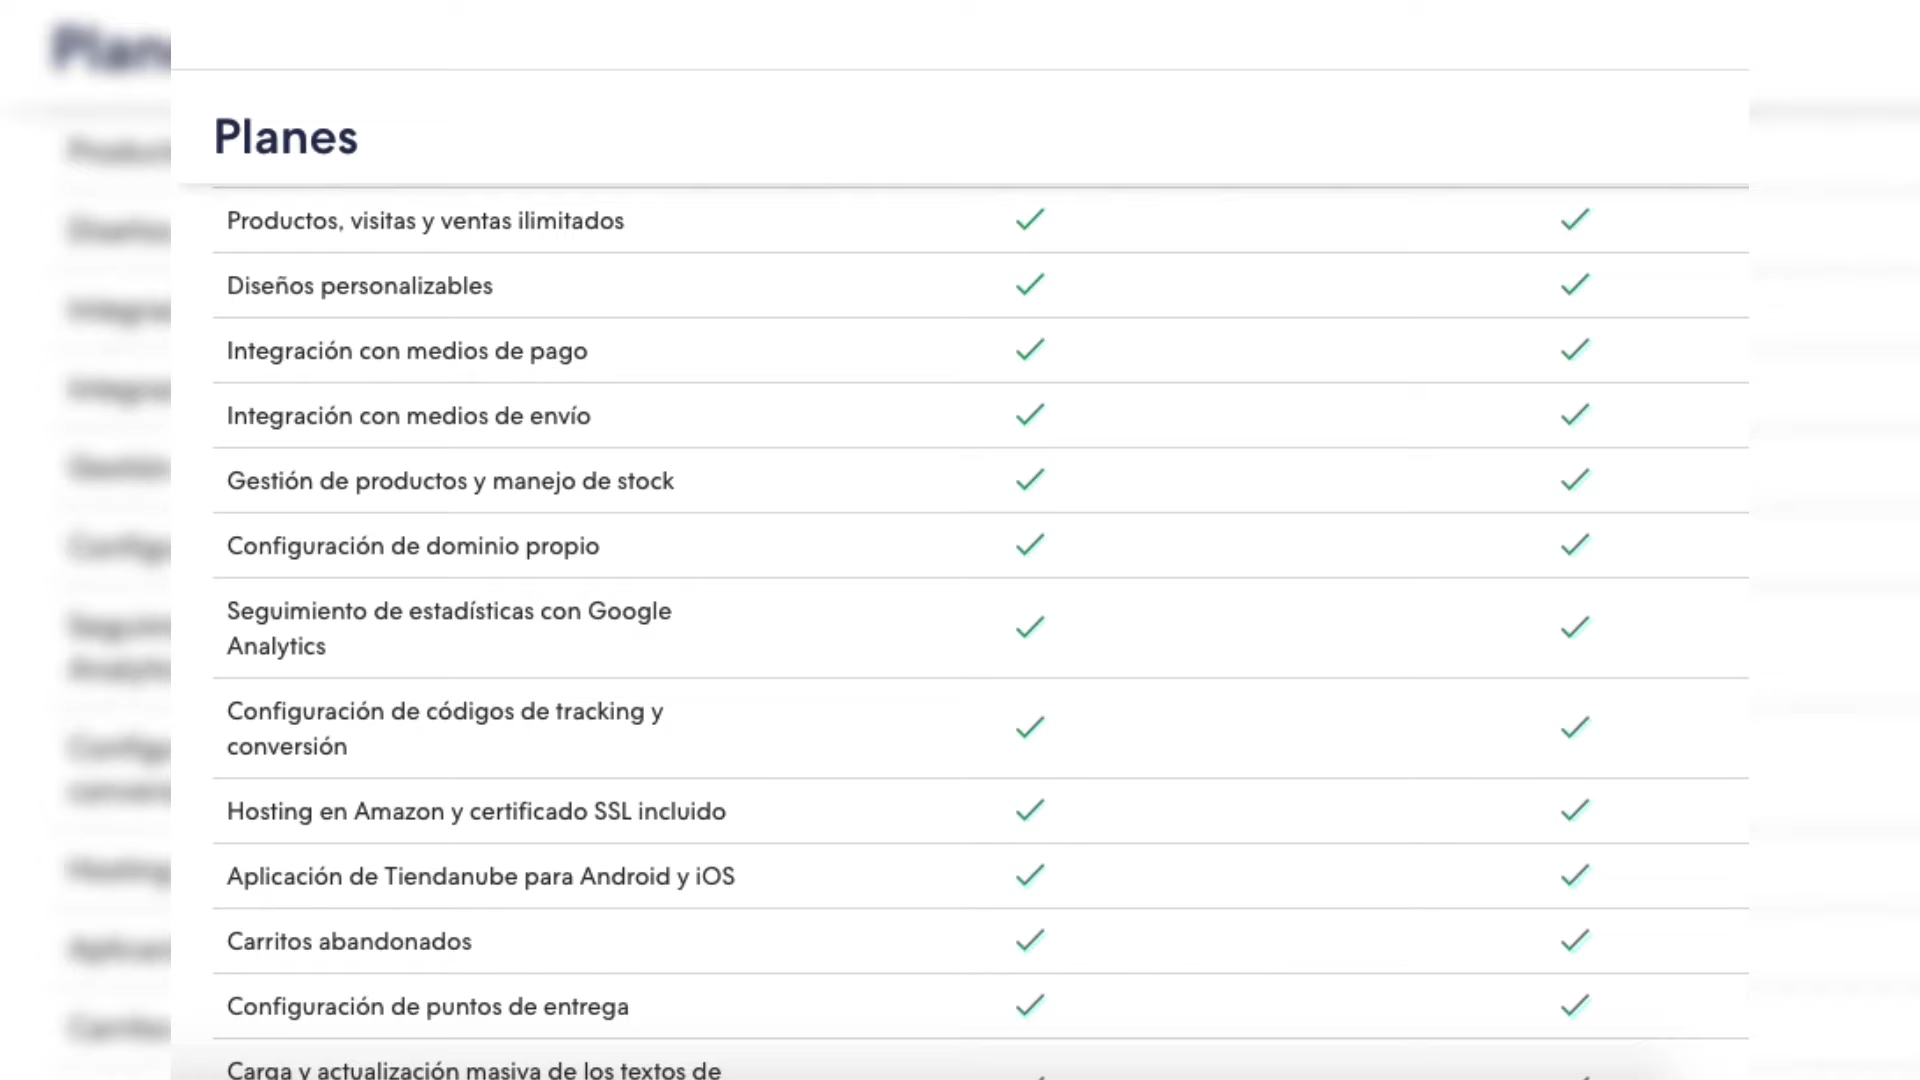 Planes
Productos, visitas y ventas ilimitados
Diseños personalizables
Integración con medios de pago
Integración con medios de envío
Gestión de productos y manejo de stock
Configuración de dominio propio
Seguimiento de estadísticas con Google
Analytics
Configuración de códigos de tracking y
conversión
Hosting en Amazon y certificado SSL incluido
Aplicación de Tiendanube para Android y iOS
Carritos abandonados
Configuración de puntos de entrega
Carga y actualización masiva de los textos de